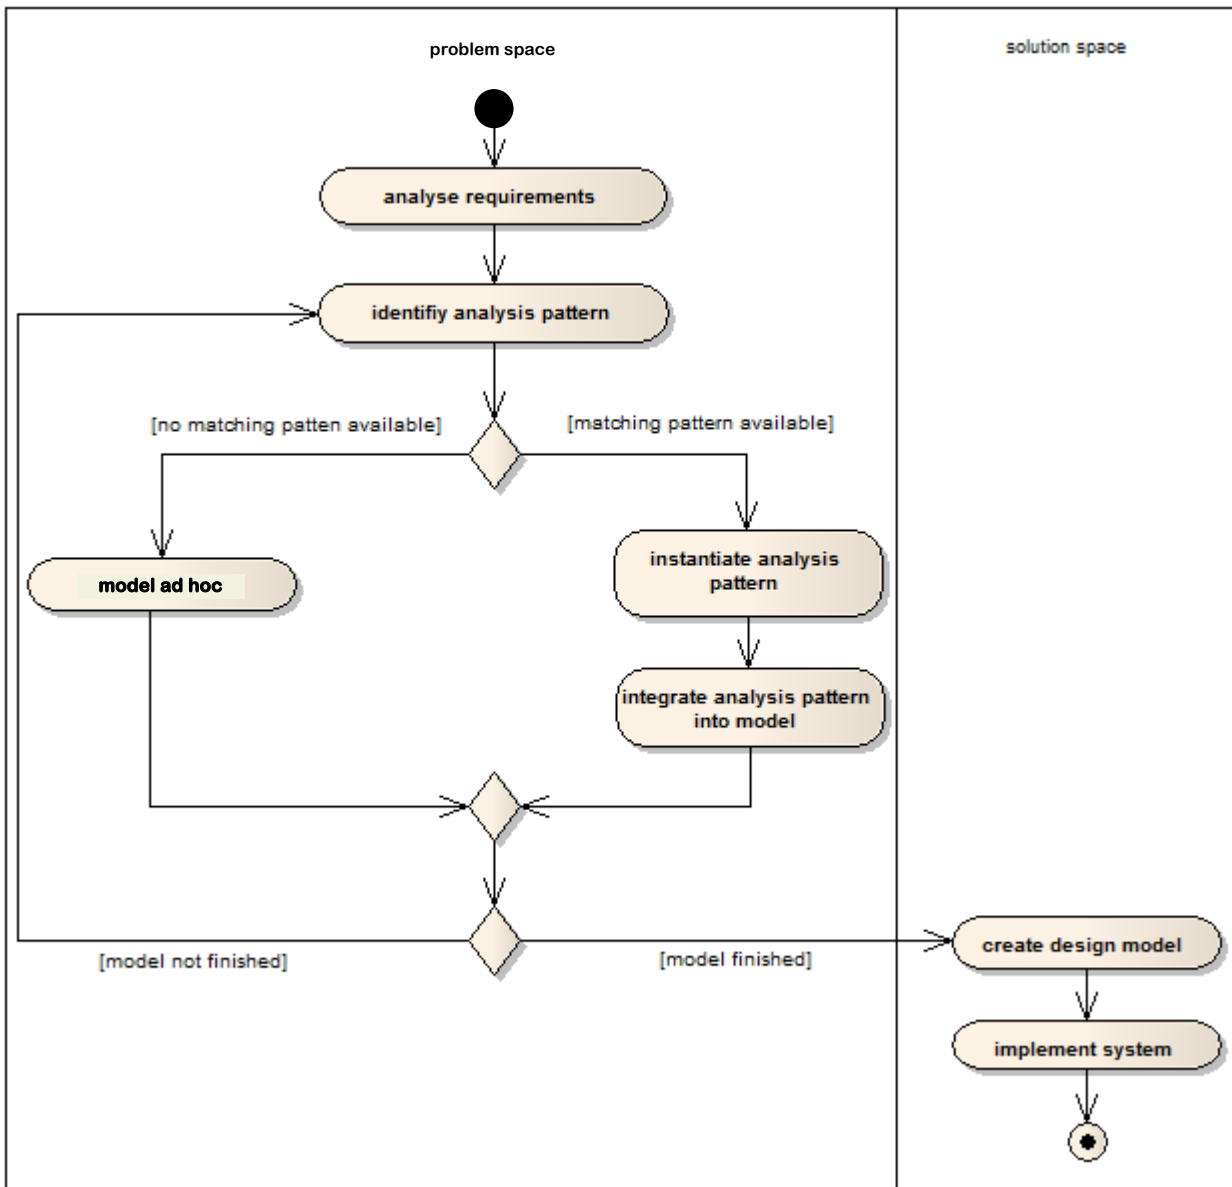 problem space
solution space
analyse requirements
identifiy analysis pattern
[no matching patten available]
[matching pattern available]
instantiate analysis
pattern
model ad hoc
integrate analysis pattern
into model
create design model
[model not finished]
[model finished]
implement system